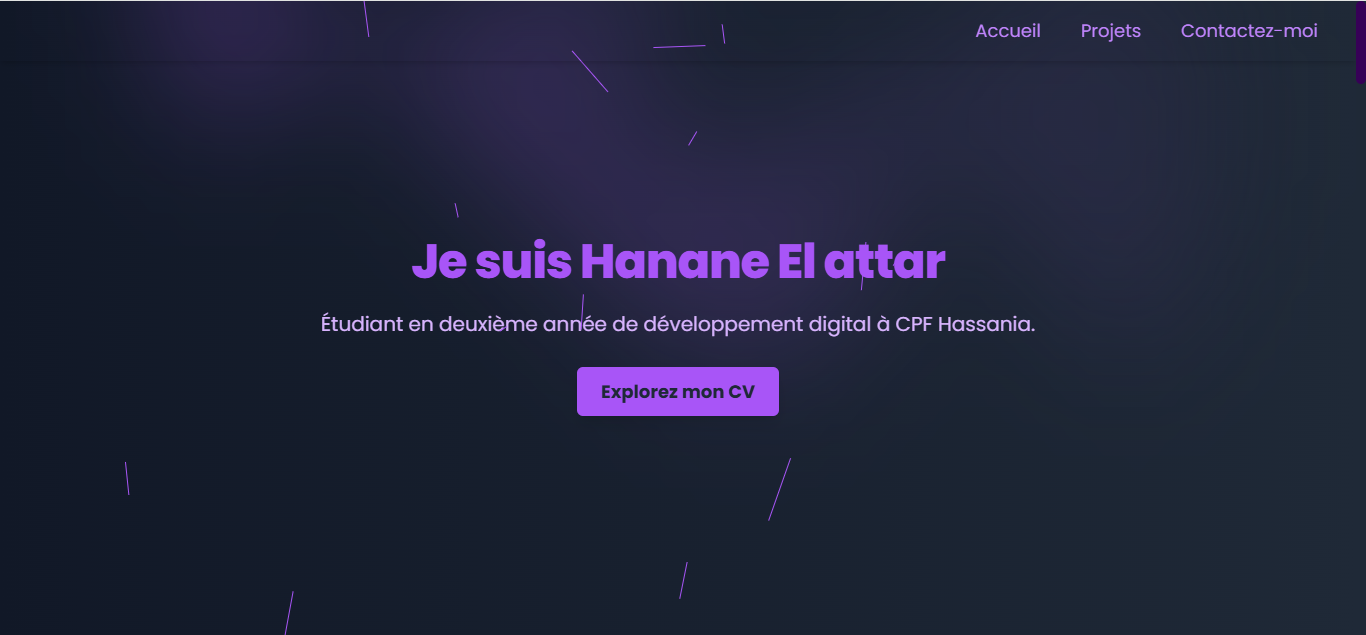 Accueil Projets Contactez-moi
Je suis Hanane El attar
Étudiant en deuxième année de développement digital à CPF Hassania.
Explorez mon CV